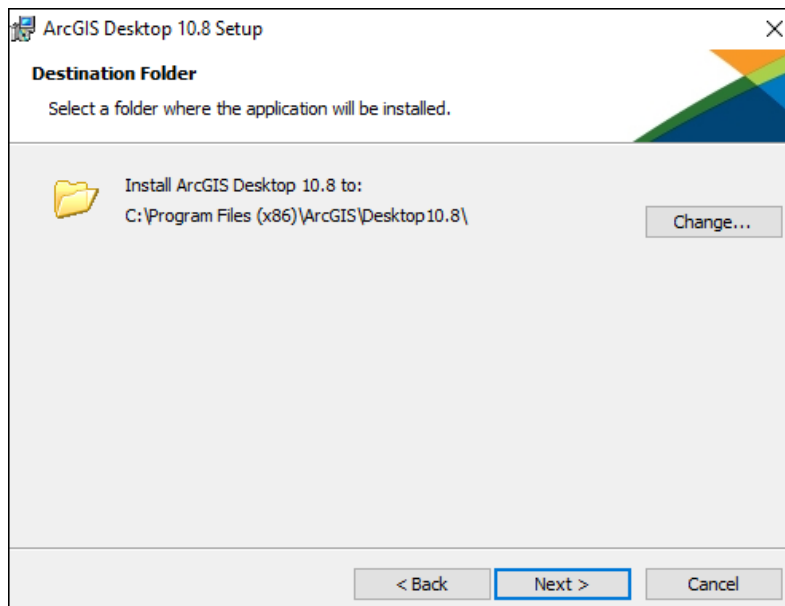 ArcGIS Desktop 10.8 Setup
Destination Folder
Select a folder where the application will be installed.
Install ArcGIS Desktop 10.8 to:
C:\Program Files (x86)\ArcGIS\Desktop10.8\
Change...
< Back
Next >
Cancel